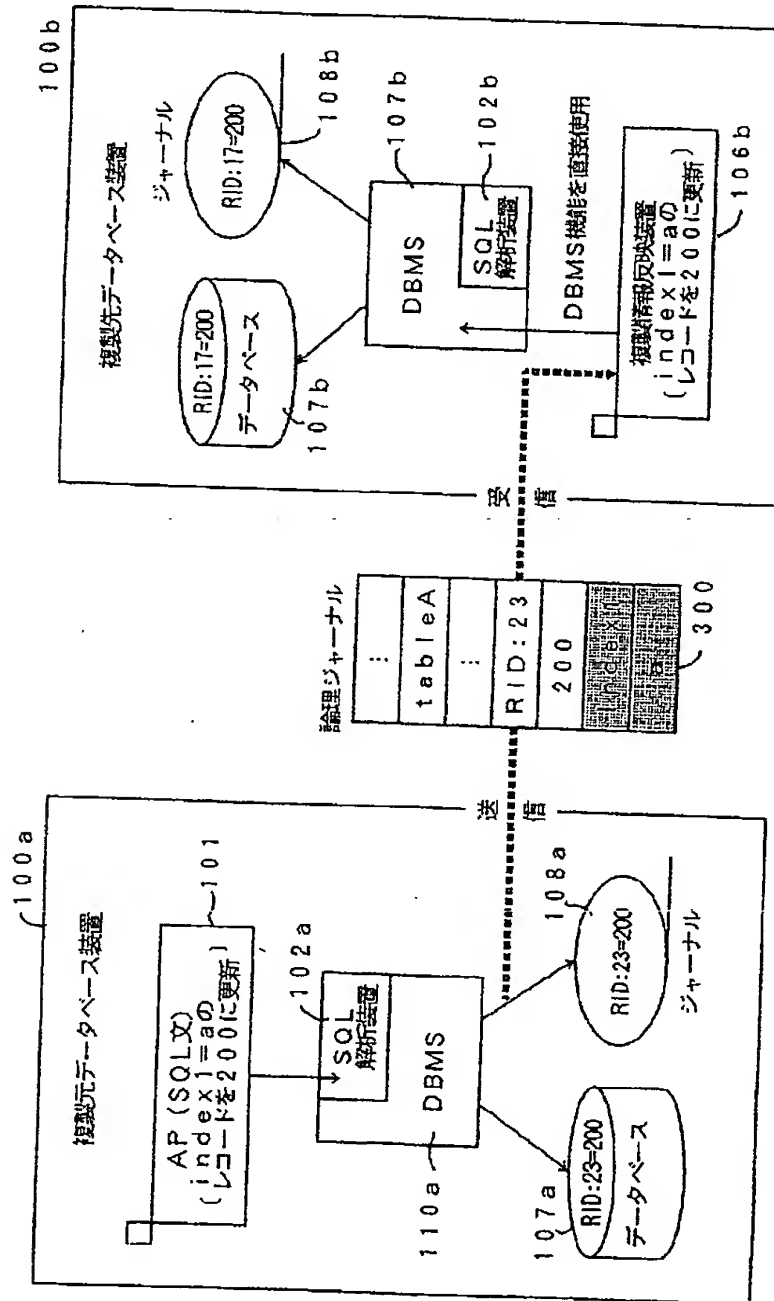 100a
複製元データベース装置
101
AP(SQL文)
(index1=aの
レコードを200に更新)
102a
SQL
解析装置
DBMS
110a
107a
RID:23=200
データベース
108a
RID:23=200
ジャーナル
送信
論理ジャーナル
⋮
tableA
⋮
RID:23
200
indexn
a
300
受信
100b
複製先データベース装置
ジャーナル
RID:17=200
108b
RID:17=200
データベース
107b
DBMS
107b
SQL
解析装置
102b
DBMS機能を直接使用
複製情報反映装置
(index1=aの
レコードを200に更新)
106b